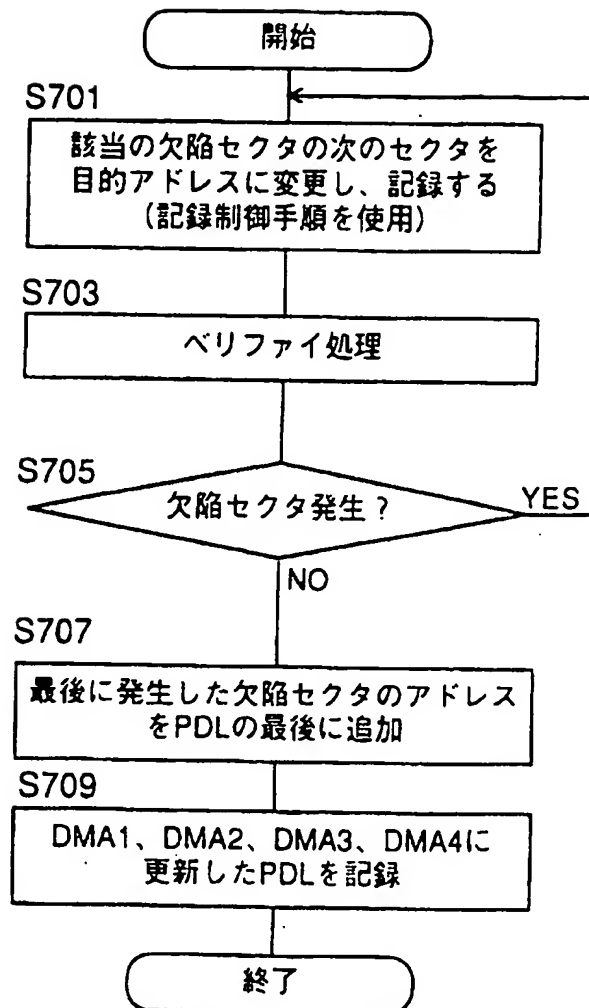 開始
S701
該当の欠陥セクタの次のセクタを
目的アドレスに変更し、記録する
(記録制御手順を使用)
S703
ベリファイ処理
S705
欠陥セクタ発生?
YES
NO
S707
最後に発生した欠陥セクタのアドレス
をPDLの最後に追加
S709
DMA1、DMA2、DMA3、DMA4に
更新したPDLを記録
終了